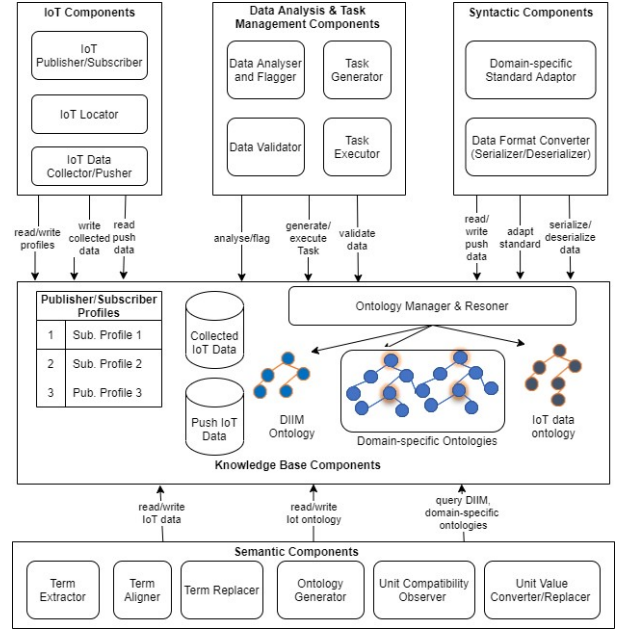 IoT Components
IoT
Publisher/Subscriber
IoT Locator
IoT Data
Collector/Pusher
Data Analysis & Task
Management Components
Data Analyser
and Flagger
Task
Generator
Data Validator
Task
Executor
Syntactic Components
Domain-specific
Standard Adaptor
Data Format Converter
(Serializer/Deserializer)
read/write
profiles
write
collected
data
read
push
data
analyse/flag
generate/
execute
Task
validate
data
read/
write
push
data
adapt
standard
serialize/
deserialize
data
Publisher/Subscriber
Profiles
1 Sub. Profile 1
2 Sub. Profile 2
3 Pub. Profile 3
Collected
IoT Data
Push IoT
Data
Ontology Manager & Resoner
DIIM
Ontology
Domain-specific Ontologies
IoT data
ontology
Knowledge Base Components
read/write
IoT data
read/write
Iot ontology
query DIIM,
domain-specific
ontologies
Semantic Components
Term
Extractor
Term
Aligner
Term Replacer
Ontology
Generator
Unit Compatibility
Observer
Unit Value
Converter/Replacer